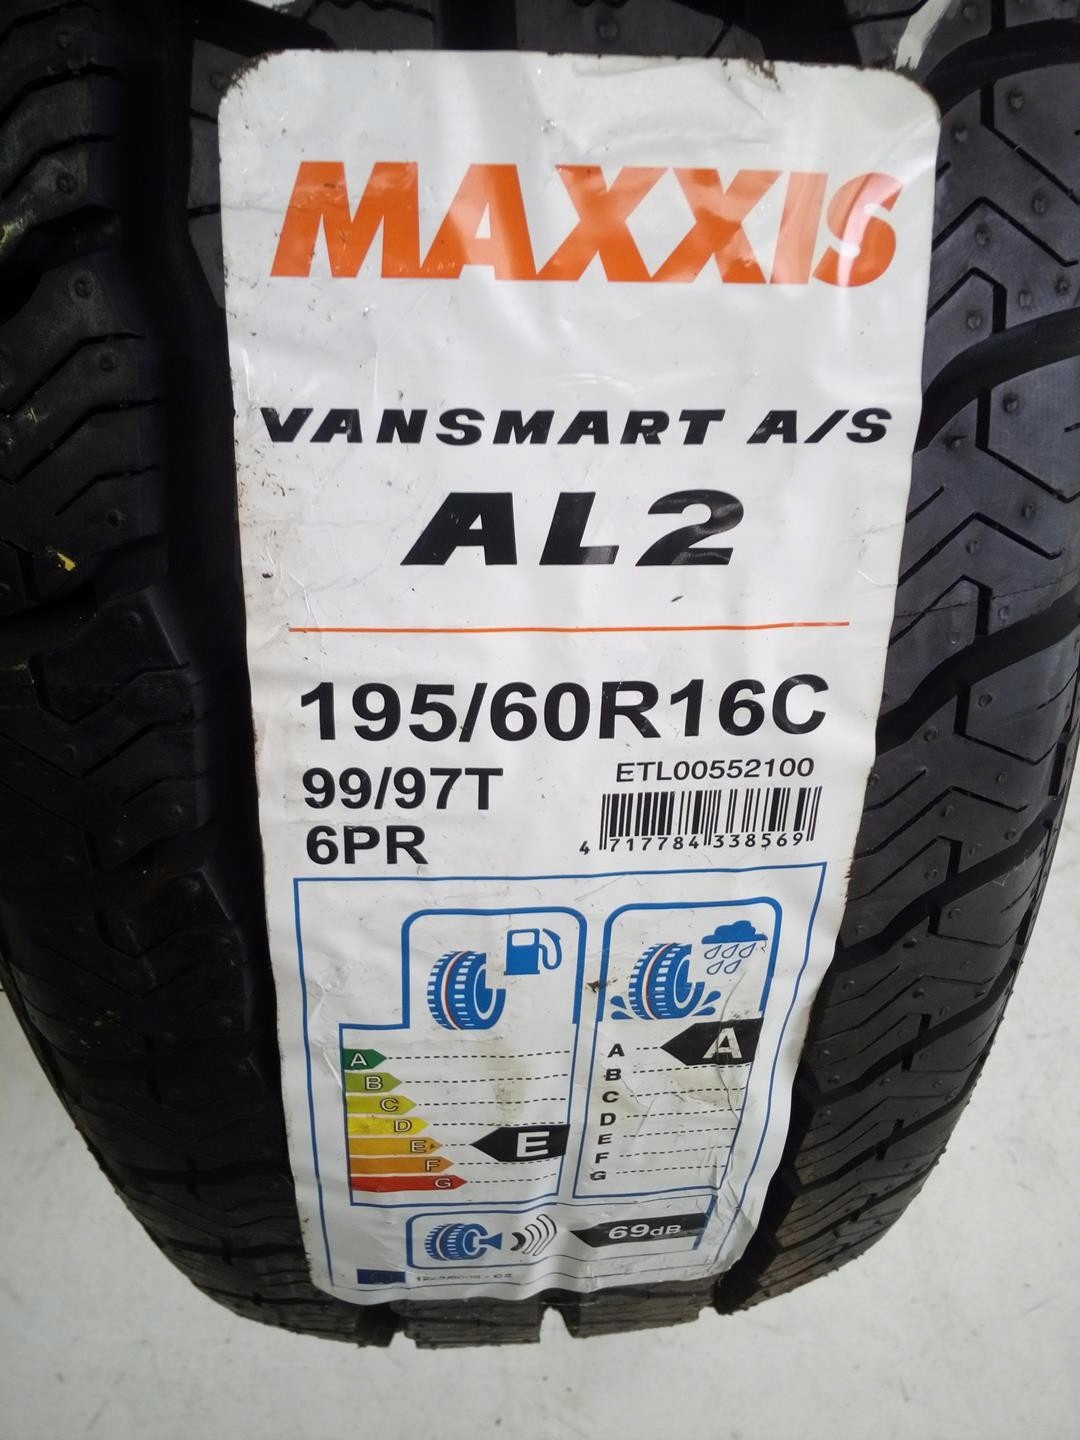 MAXXIS
VANSMART A/S
AL2
195/60R16C
99/97T
ETL00552100
6PR
4 717784 338569
A
B
C
D
E
F
G
E
A
B
C
D
E
F
G
A
69dB